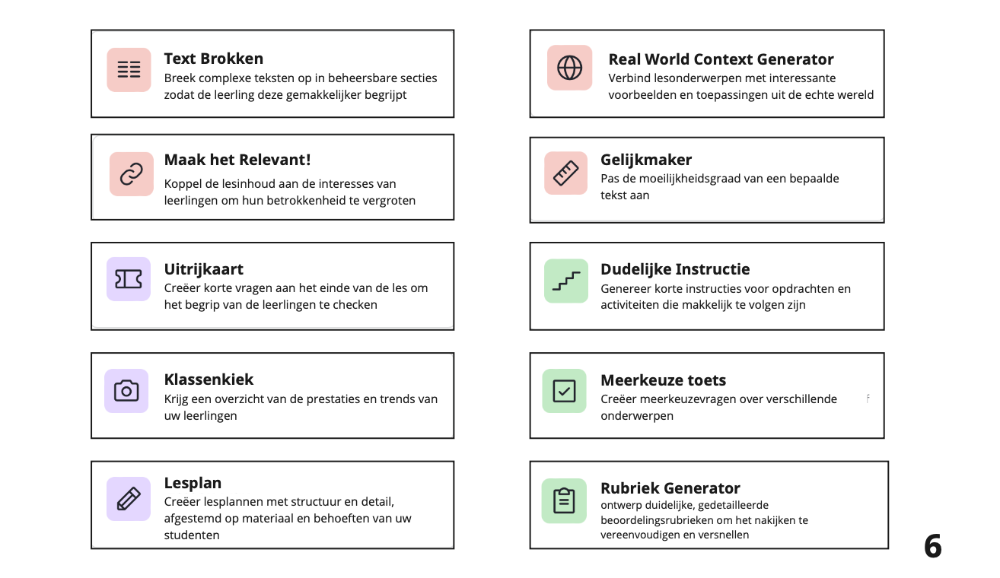 Text Brokken
Breek complexe teksten op in beheersbare secties
zodat de leerling deze gemakkelijker begrijpt
Real World Context Generator
Verbind lesonderwerpen met interessante
voorbeelden en toepassingen uit de echte wereld
Maak het Relevant!
Koppel de lesinhoud aan de interesses van
leerlingen om hun betrokkenheid te vergroten
Gelijkmaker
Pas de moeilijkheidsgraad van een bepaalde
tekst aan
Uitrijkaart
Creëer korte vragen aan het einde van de les om
het begrip van de leerlingen te checken
Dudelijke Instructie
Genereer korte instructies voor opdrachten en
activiteiten die makkelijk te volgen zijn
Klassenkiek
Krijg een overzicht van de prestaties en trends van
uw leerlingen
Meerkeuze toets
Creëer meerkeuzevragen over verschillende
onderwerpen
Lesplan
Creëer lesplannen met structuur en detail,
afgestemd op materiaal en behoeften van uw
studenten
Rubriek Generator
ontwerp duidelijke, gedetailleerde
beoordelingsrubrieken om het nakijken te
vereenvoudigen en versnellen
6